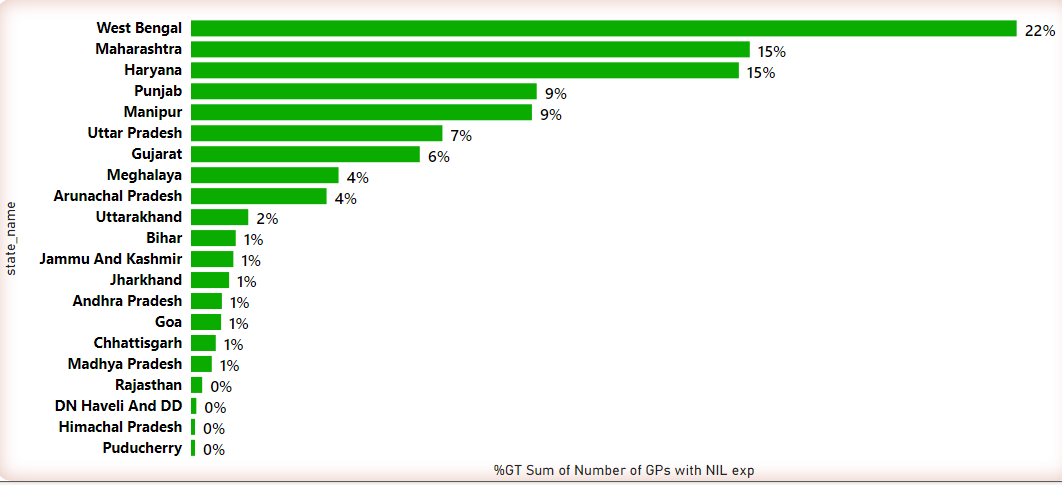 West Bengal 22%
Maharashtra 15%
Haryana 15%
Punjab 9%
Manipur 9%
Uttar Pradesh 7%
Gujarat 6%
Meghalaya 4%
Arunachal Pradesh 4%
Uttarakhand 2%
Bihar 1%
Jammu And Kashmir 1%
Jharkhand 1%
Andhra Pradesh 1%
Goa 1%
Chhattisgarh 1%
Madhya Pradesh 1%
Rajasthan 0%
DN Haveli And DD 0%
Himachal Pradesh 0%
Puducherry 0%
state_name
%GT Sum of Number of GPs with NIL exp